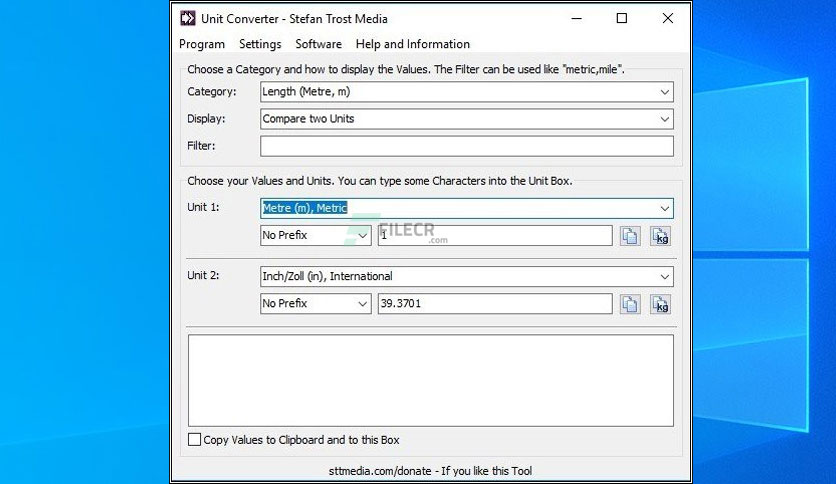 Unit Converter - Stefan Trost Media
Program Settings Software Help and Information
Choose a Category and how to display the Values. The Filter can be used like "metric,mile".
Category: Length (Metre, m)
Display: Compare two Units
Filter:
Choose your Values and Units. You can type some Characters into the Unit Box.
Unit 1: Metre (m), Metric
No Prefix 1 kg
FILECR
.com
Unit 2: Inch/Zoll (in), International
No Prefix 39.3701 kg
Copy Values to Clipboard and to this Box
sttmedia.com/donate - If you like this Tool